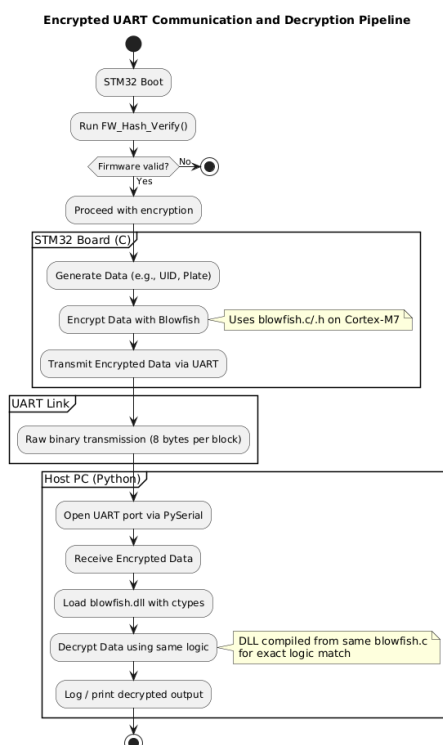 Encrypted UART Communication and Decryption Pipeline
STM32 Boot
Run FW_Hash_Verify()
Firmware valid?
No
Yes
Proceed with encryption
STM32 Board (C)
Generate Data (e.g., UID, Plate)
Encrypt Data with Blowfish
Uses blowfish.c/.h on Cortex-M7
Transmit Encrypted Data via UART
UART Link
Raw binary transmission (8 bytes per block)
Host PC (Python)
Open UART port via PySerial
Receive Encrypted Data
Load blowfish.dll with ctypes
Decrypt Data using same logic
DLL compiled from same blowfish.c
for exact logic match
Log / print decrypted output